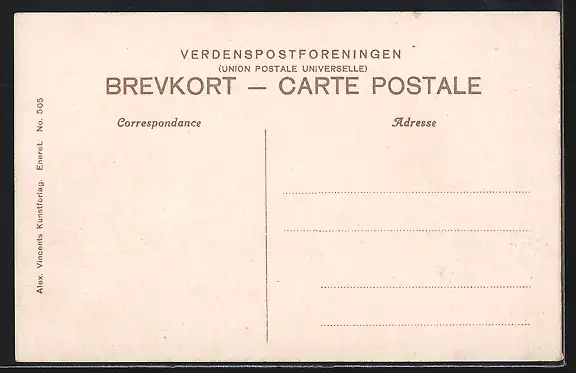 VERDENSPOSTFORENINGEN
(UNION POSTALE UNIVERSELLE)
BREVKORT — CARTE POSTALE
Correspondance
Adresse
Alex. Vincents Kunstforlag. Eneret. No. 505